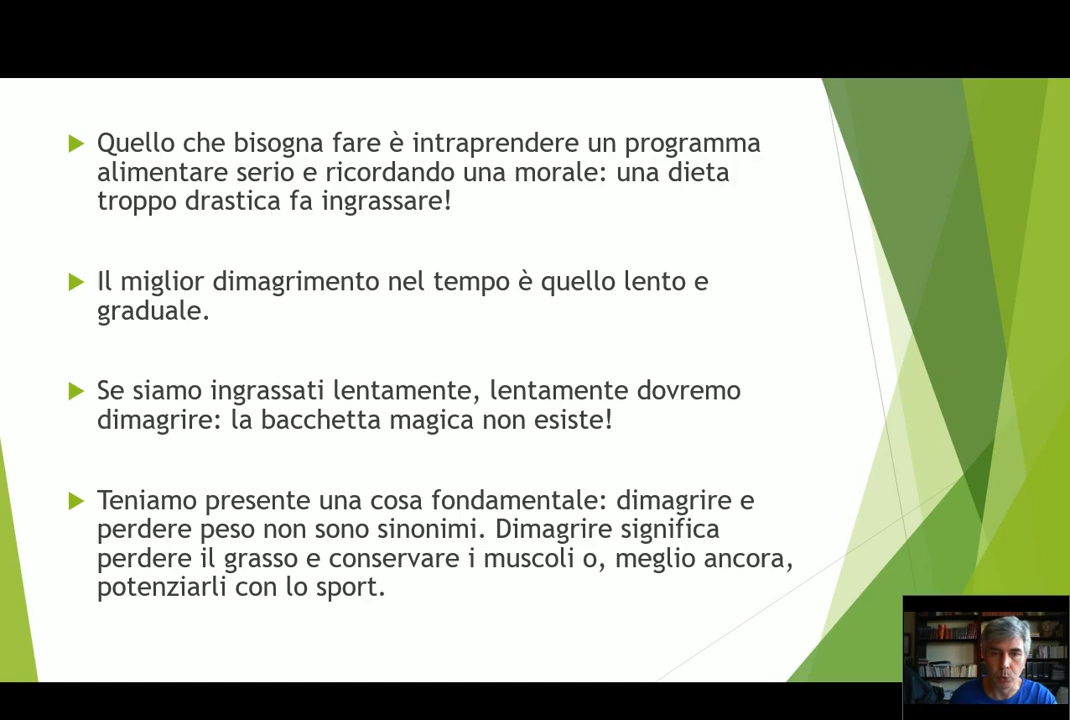 Quello che bisogna fare è intraprendere un programma
alimentare serio e ricordando una morale: una dieta
troppo drastica fa ingrassare!
Il miglior dimagrimento nel tempo è quello lento e
graduale.
Se siamo ingrassati lentamente, lentamente dovremo
dimagrire: la bacchetta magica non esiste!
Teniamo presente una cosa fondamentale: dimagrire e
perdere peso non sono sinonimi. Dimagrire significa
perdere il grasso e conservare i muscoli o, meglio ancora,
potenziarli con lo sport.